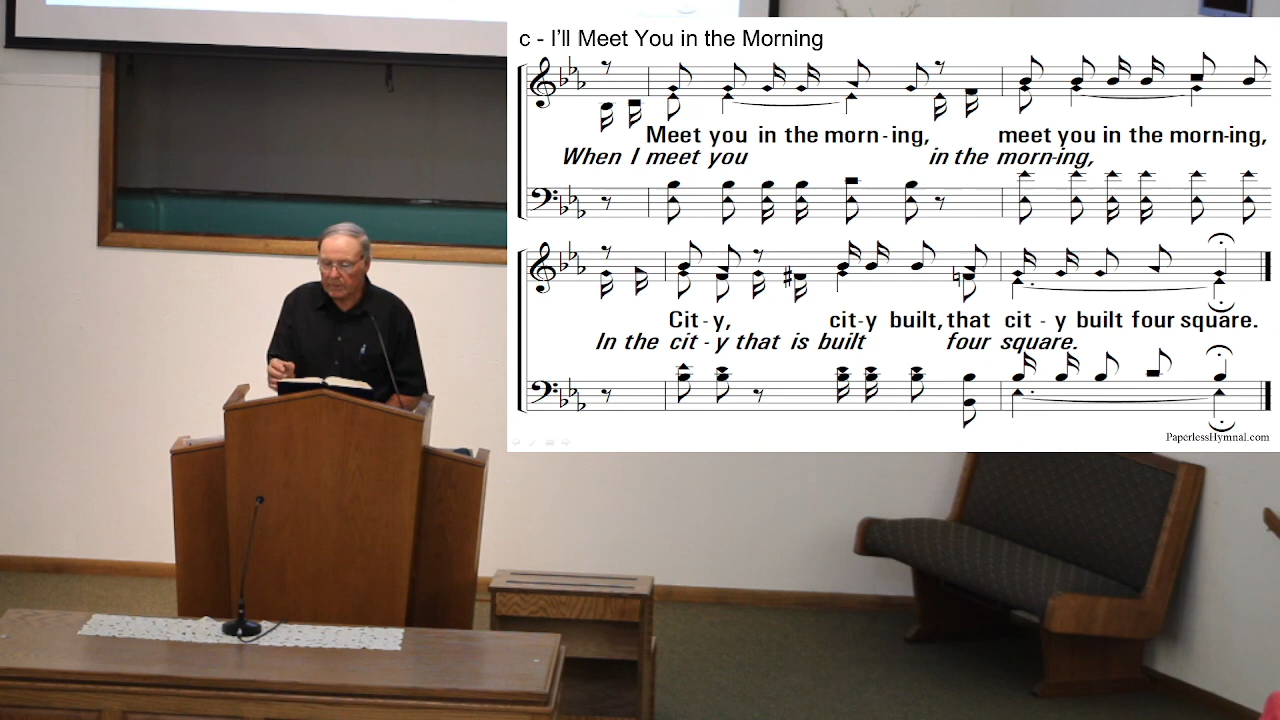 c - I'll Meet You in the Morning
Meet you in the morn - ing, meet you in the morn-ing,
When I meet you in the morn-ing,
Cit - y, cit-y built, that cit - y built four square.
In the cit - y that is built four square.
PaperlessHymnal.com